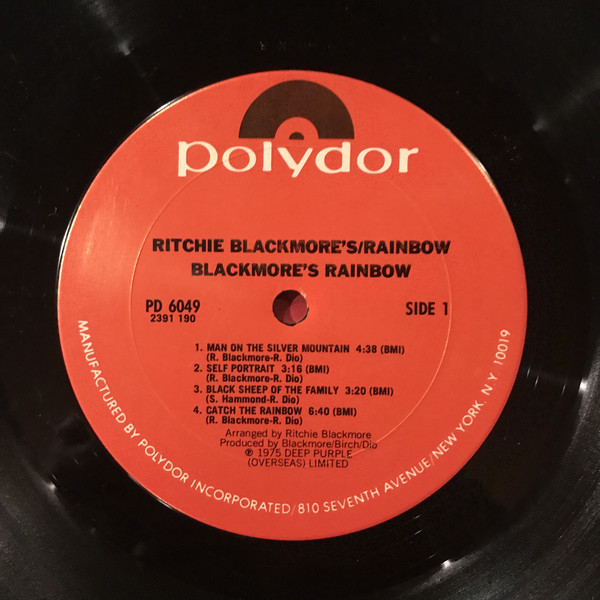 polydor
RITCHIE BLACKMORE'S/RAINBOW
BLACKMORE'S RAINBOW
PD 6049
2391 190
SIDE 1
1. MAN ON THE SILVER MOUNTAIN 4:38 (BMI)
(R. Blackmore-R. Dio)
2. SELF PORTRAIT 3:16 (BMI)
(R. Blackmore-R. Dio)
3. BLACK SHEEP OF THE FAMILY 3:20 (BMI)
(S. Hammond-R. Dio)
4. CATCH THE RAINBOW 6:40 (BMI)
(R. Blackmore-R. Dio)
Arranged by Ritchie Blackmore
Produced by Blackmore/Birch/Dio
℗ 1975 DEEP PURPLE
(OVERSEAS) LIMITED
MANUFACTURED BY POLYDOR INCORPORATED/810 SEVENTH AVENUE/NEW YORK, N.Y. 10019